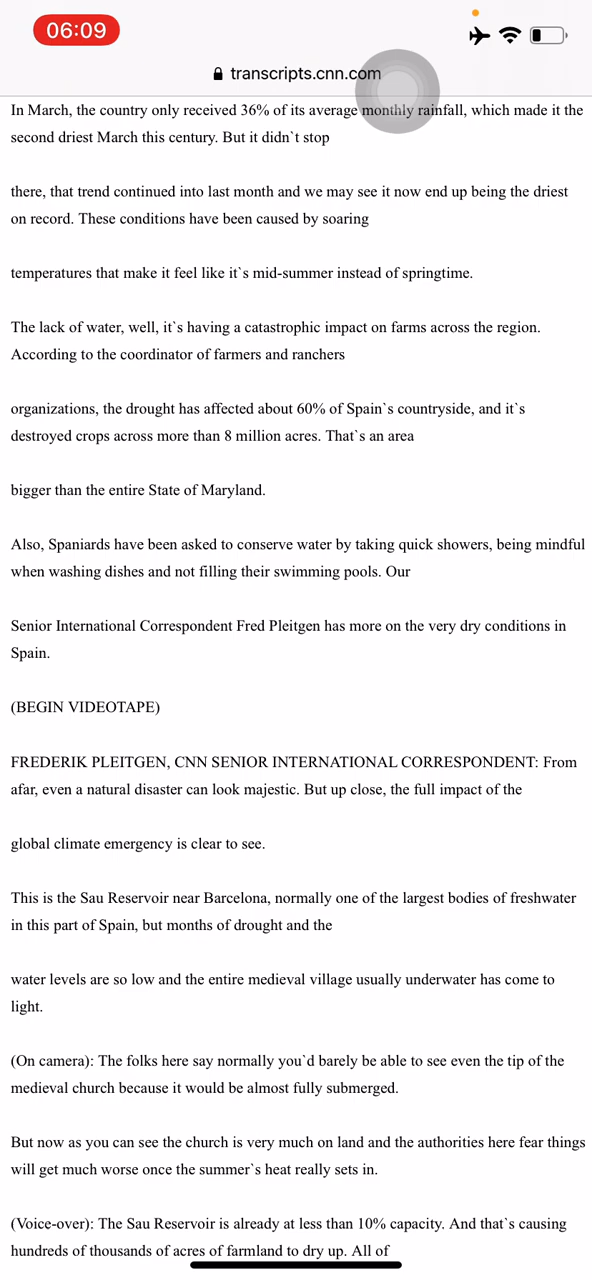 06:09
transcripts.cnn.com
In March, the country only received 36% of its average monthly rainfall, which made it the
second driest March this century. But it didn`t stop
there, that trend continued into last month and we may see it now end up being the driest
on record. These conditions have been caused by soaring
temperatures that make it feel like it`s mid-summer instead of springtime.
The lack of water, well, it`s having a catastrophic impact on farms across the region.
According to the coordinator of farmers and ranchers
organizations, the drought has affected about 60% of Spain`s countryside, and it`s
destroyed crops across more than 8 million acres. That`s an area
bigger than the entire State of Maryland.
Also, Spaniards have been asked to conserve water by taking quick showers, being mindful
when washing dishes and not filling their swimming pools. Our
Senior International Correspondent Fred Pleitgen has more on the very dry conditions in
Spain.
(BEGIN VIDEOTAPE)
FREDERIK PLEITGEN, CNN SENIOR INTERNATIONAL CORRESPONDENT: From
afar, even a natural disaster can look majestic. But up close, the full impact of the
global climate emergency is clear to see.
This is the Sau Reservoir near Barcelona, normally one of the largest bodies of freshwater
in this part of Spain, but months of drought and the
water levels are so low and the entire medieval village usually underwater has come to
light.
(On camera): The folks here say normally you`d barely be able to see even the tip of the
medieval church because it would be almost fully submerged.
But now as you can see the church is very much on land and the authorities here fear things
will get much worse once the summer`s heat really sets in.
(Voice-over): The Sau Reservoir is already at less than 10% capacity. And that`s causing
hundreds of thousands of acres of farmland to dry up. All of